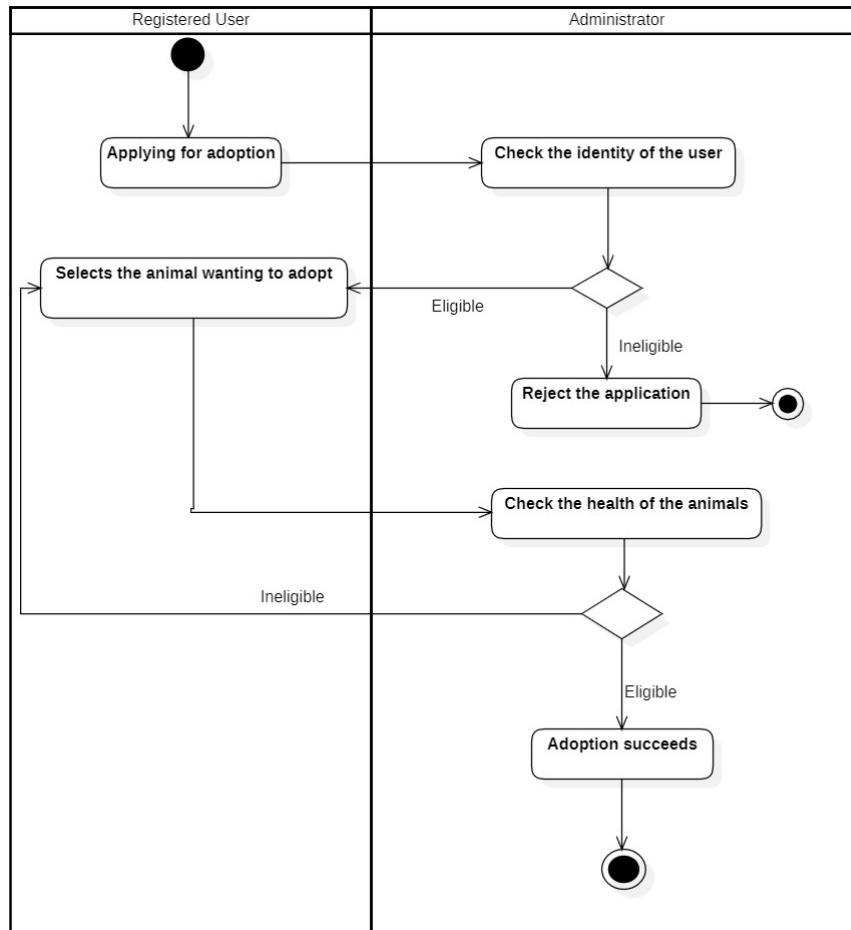 Registered User
Administrator
Applying for adoption
Check the identity of the user
Selects the animal wanting to adopt
Eligible
Ineligible
Reject the application
Check the health of the animals
Ineligible
Eligible
Adoption succeeds